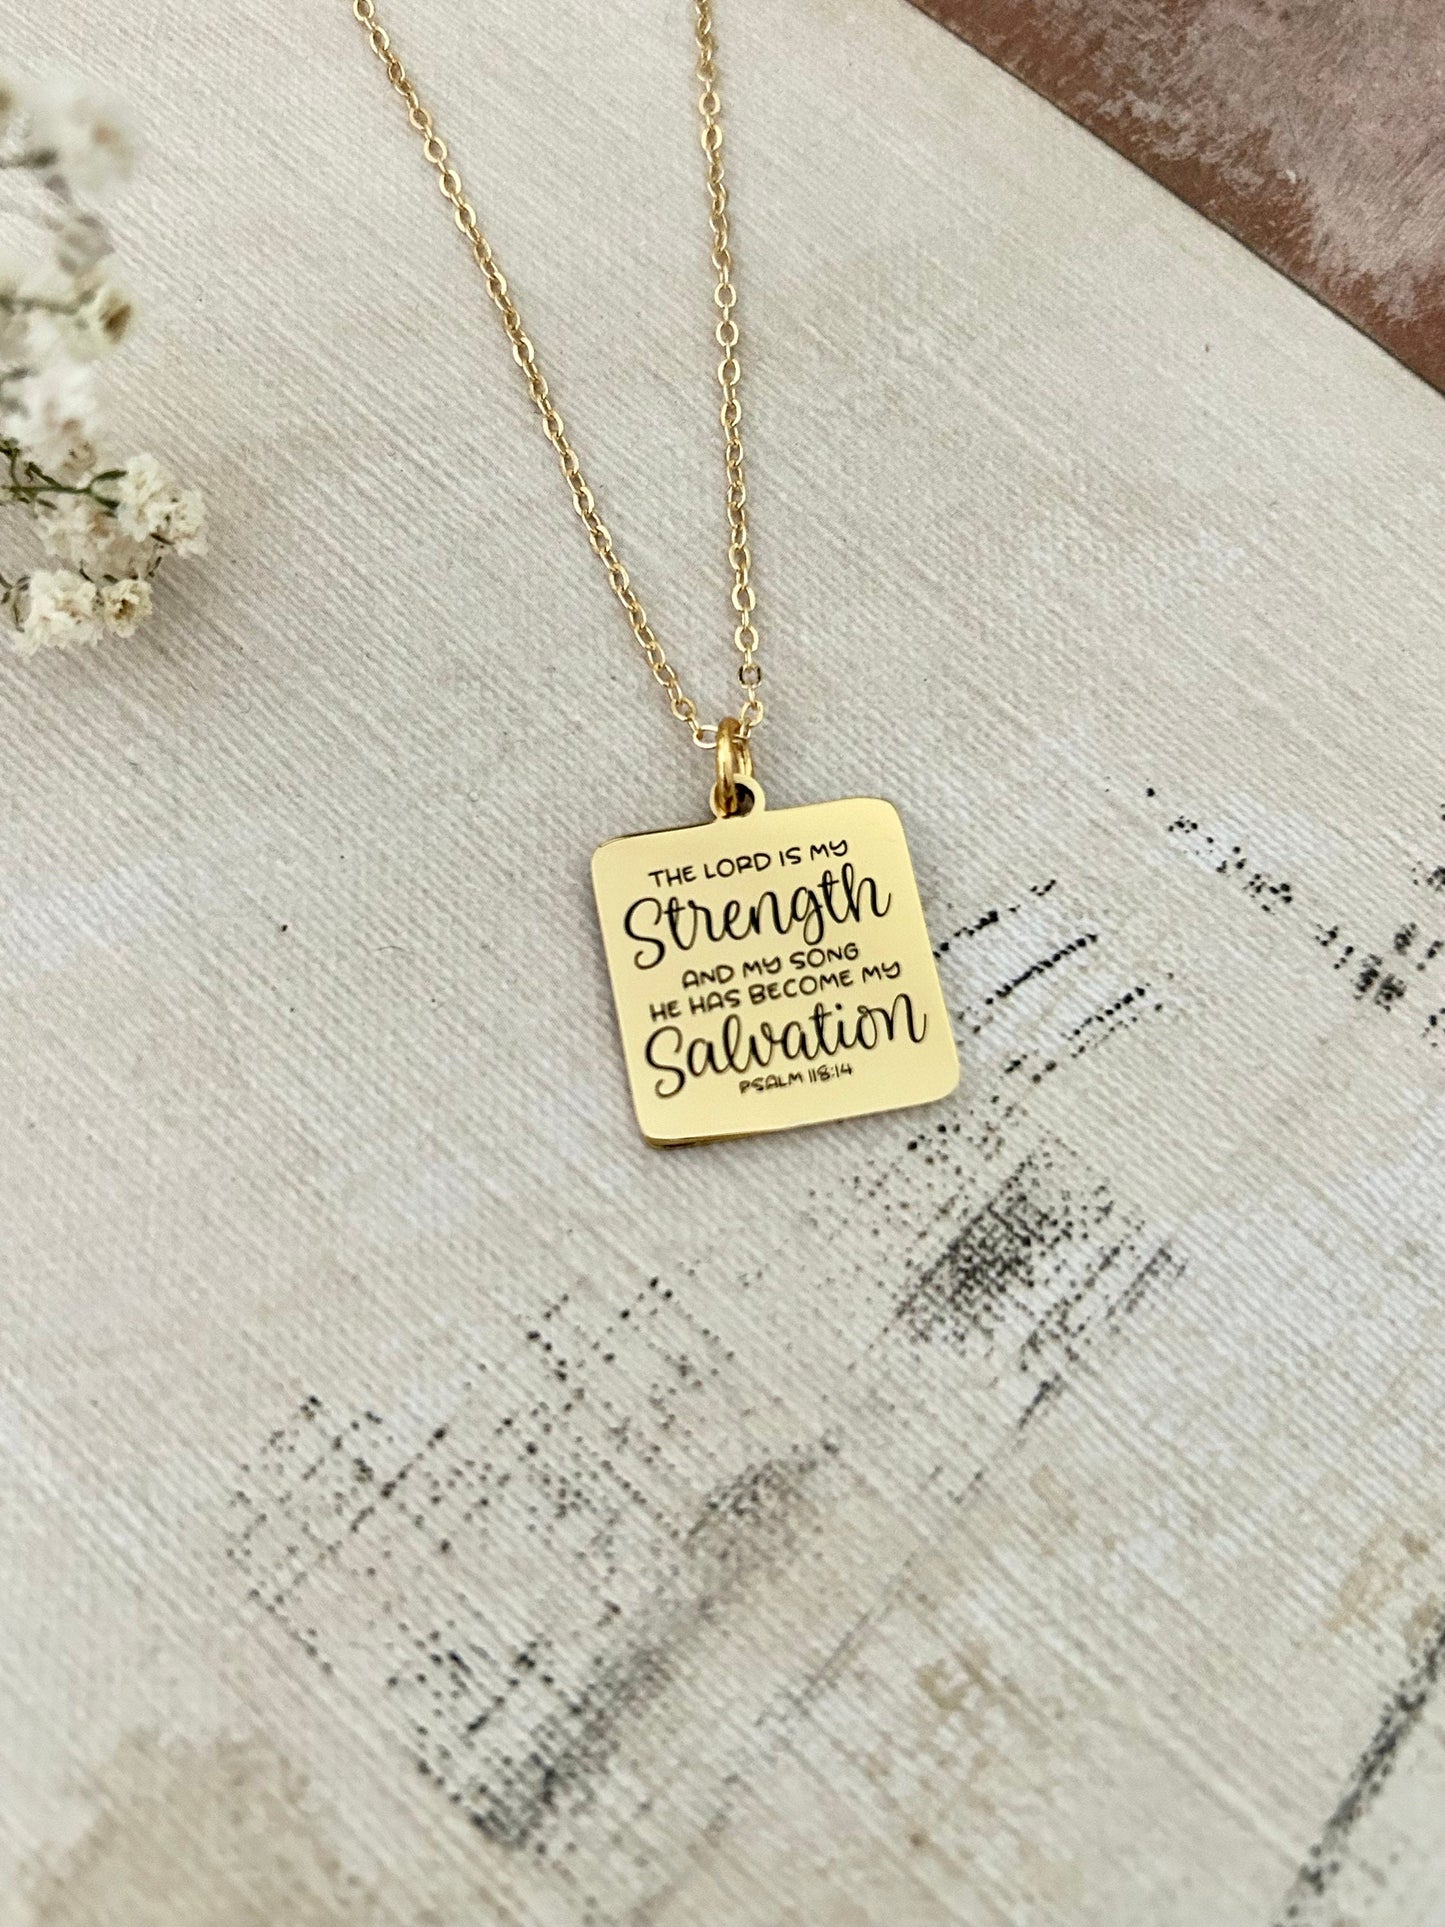 THE LORD IS MY
Strength
AND MY SONG
HE HAS BECOME MY
Salvation
PSALM 118:14